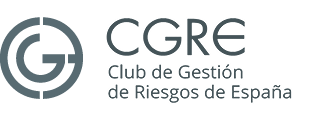 CGRE
Club de Gestión
de Riesgos de España